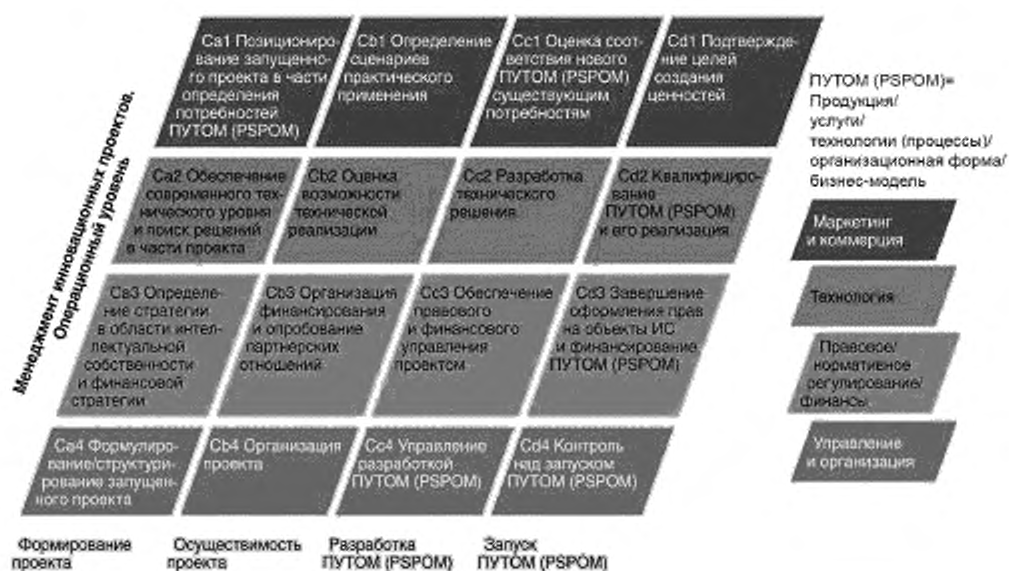 Менеджмент инновационных проектов.
Операционный уровень
Ca1 Позициониро-
вание запущенно-
го проекта в части
определения
потребностей
ПУТОМ (PSPOM)
Cb1 Определение
сценариев
практического
применения
Cc1 Оценка соот-
ветствия нового
ПУТОМ (PSPOM)
существующим
потребностям
Cd1 Подтвержде-
ние целей
создания
ценностей
Ca2 Обеспечение
современного тех-
нического уровня
и поиск решений
в части проекта
Cb2 Оценка
возможности
технической
реализации
Cc2 Разработка
технического
решения
Cd2 Квалифициро-
вание
ПУТОМ (PSPOM)
и его реализация
Ca3 Определе-
ние стратегии
в области интел-
лектуальной
собственности
и финансовой
стратегии
Cb3 Организация
финансирования
и опробование
партнерских
отношений
Cc3 Обеспечение
правового
и финансового
управления
проектом
Cd3 Завершение
оформления прав
на объекты ИС
и финансирование
ПУТОМ (PSPOM)
Ca4 Формулиро-
вание/структури-
рование запущен-
ного проекта
Cb4 Организация
проекта
Cc4 Управление
разработкой
ПУТОМ (PSPOM)
Cd4 Контроль
над запуском
ПУТОМ (PSPOM)
Формирование
проекта
Осуществимость
проекта
Разработка
ПУТОМ (PSPOM)
Запуск
ПУТОМ (PSPOM)
ПУТОМ (PSPOM)=
Продукция/
услуги/
технологии (процессы)/
организационная форма/
бизнес-модель
Маркетинг
и коммерция
Технология
Правовое/
нормативное
регулирование/
финансы
Управление
и организация